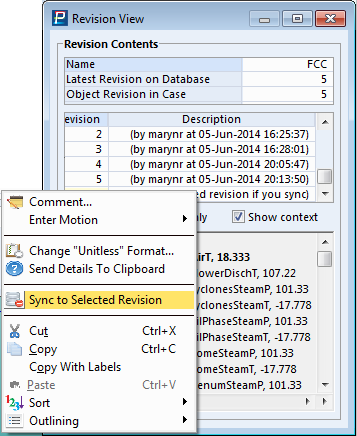 Revision View
Revision Contents
Name FCC
Latest Revision on Database 5
Object Revision in Case 5
evision Description
2 (by marynr at 05-Jun-2014 16:25:37)
3 (by marynr at 05-Jun-2014 16:28:01)
4 (by marynr at 05-Jun-2014 20:05:47)
5 (by marynr at 05-Jun-2014 20:13:50)
ed revision if you sync)
ly Show context
irT, 18.333
owerDischT, 107.22
yclonesSteamP, 101.33
yclonesSteamT, -17.778
ilPhaseSteamP, 101.33
ilPhaseSteamT, -17.778
omeSteamP, 101.33
omeSteamT, -17.778
enumSteamP, 101.33
Comment...
Enter Motion
Change "Unitless" Format...
Send Details To Clipboard
Sync to Selected Revision
Cut Ctrl+X
Copy Ctrl+C
Copy With Labels
Paste Ctrl+V
Sort
Outlining